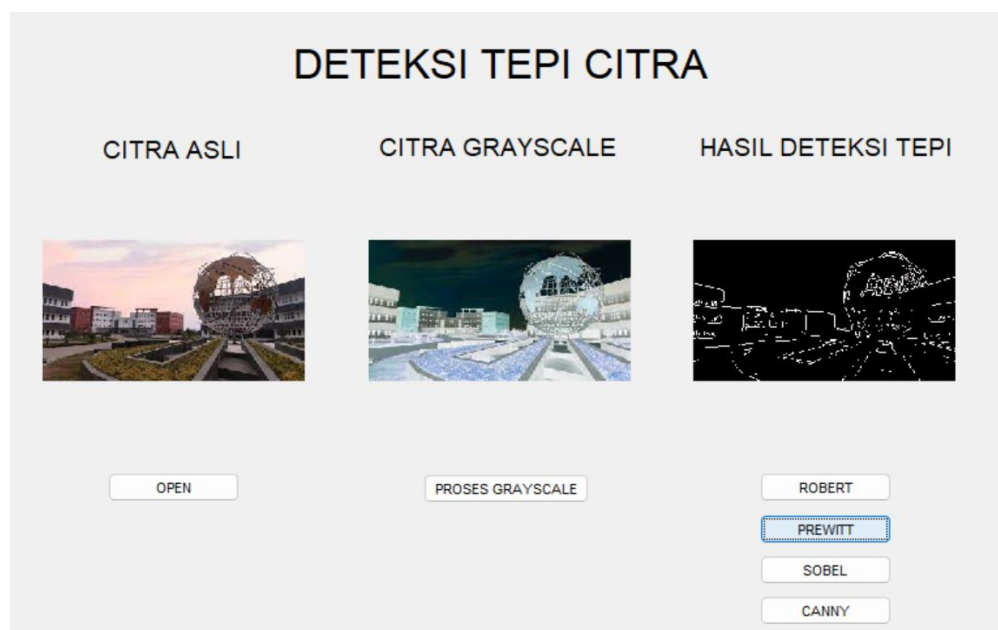 DETEKSI TEPI CITRA
CITRA ASLI
CITRA GRAYSCALE
HASIL DETEKSI TEPI
OPEN
PROSES GRAYSCALE
ROBERT
PREWITT
SOBEL
CANNY